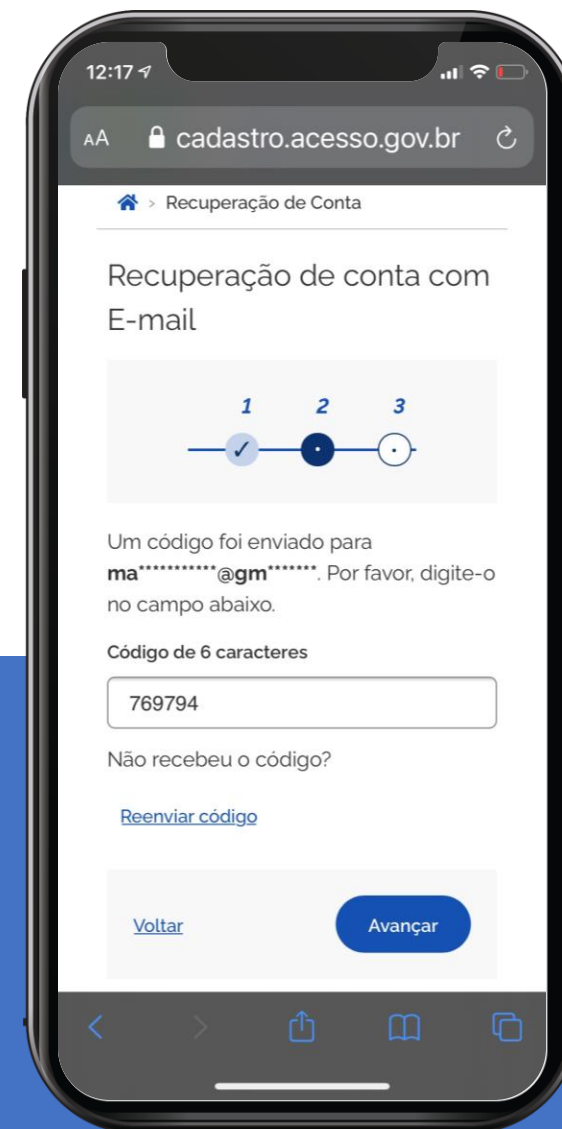 12:17
AA cadastro.acesso.gov.br
> Recuperação de Conta
Recuperação de conta com
E-mail
1 2 3
Um código foi enviado para
ma***********@gm*******. Por favor, digite-o
no campo abaixo.
Código de 6 caracteres
769794
Não recebeu o código?
Reenviar código
Voltar Avançar